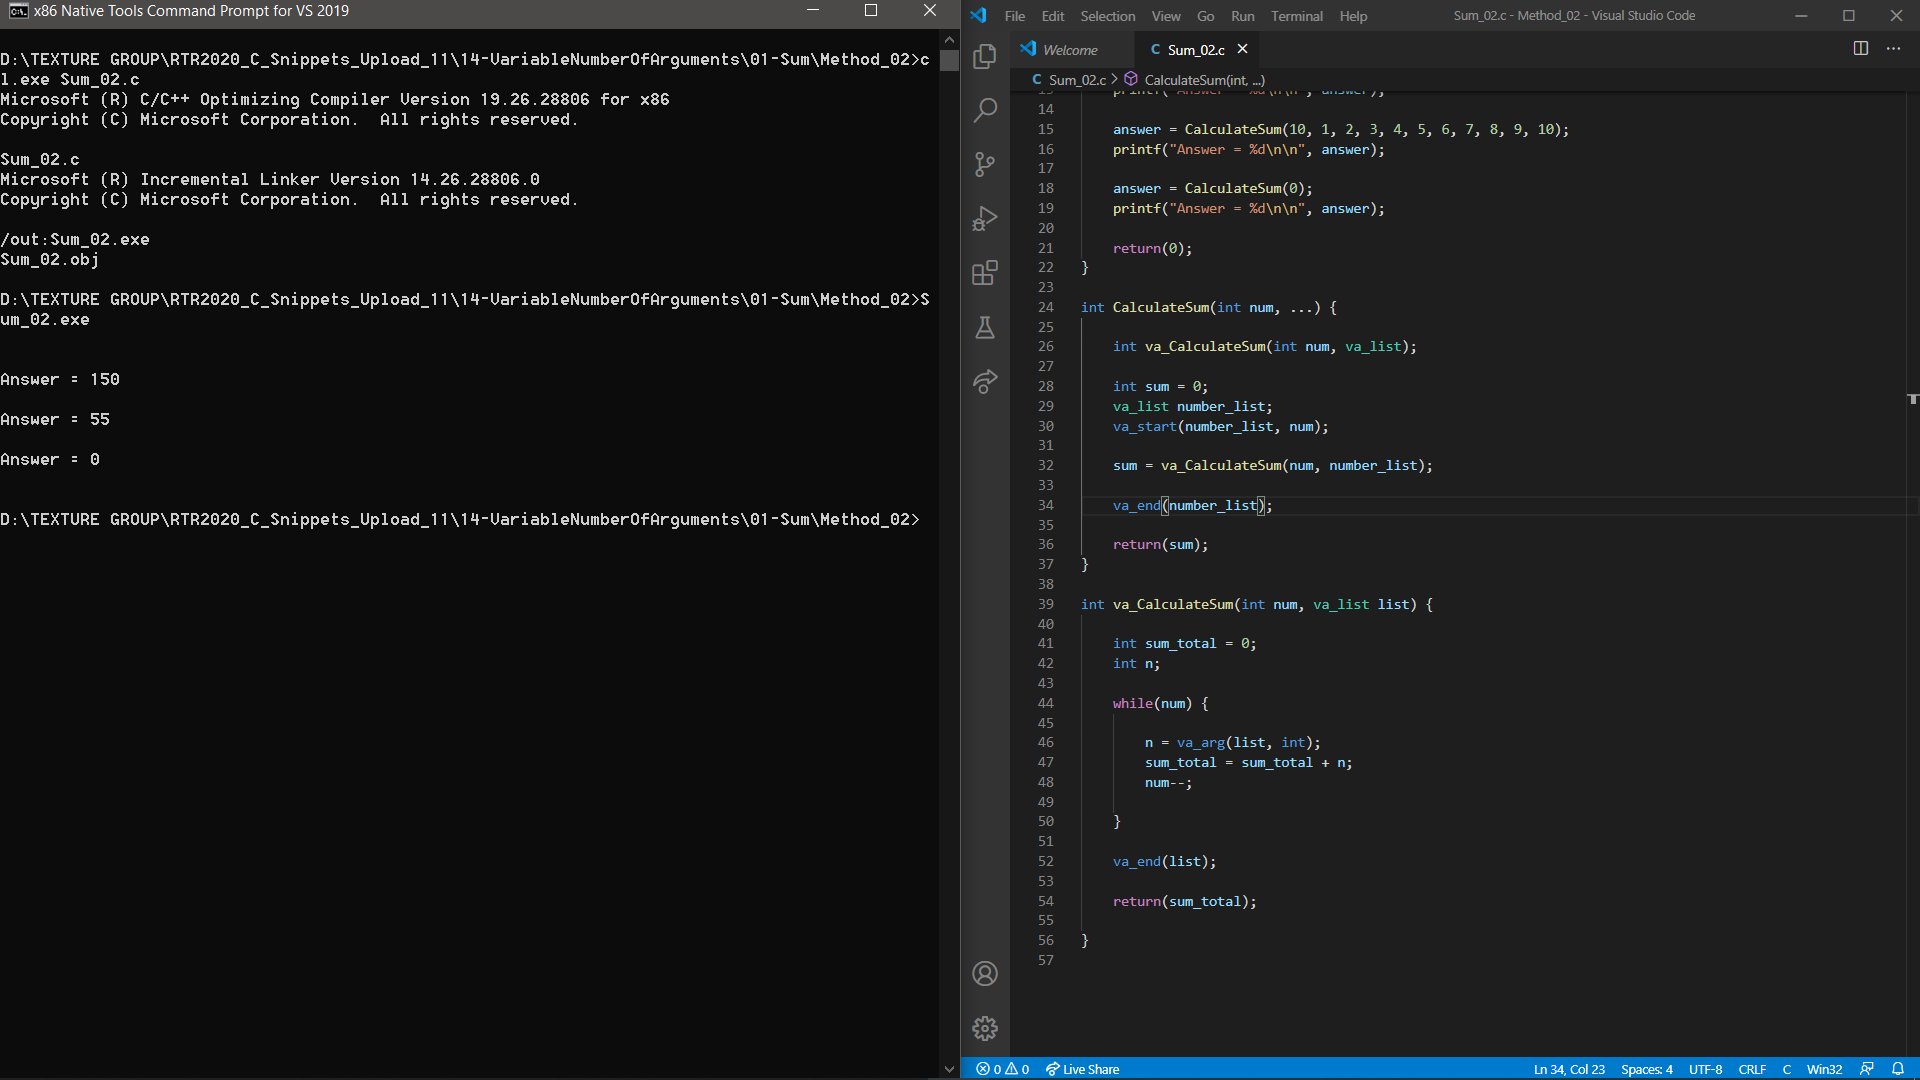 x86 Native Tools Command Prompt for VS 2019
D:\TEXTURE GROUP\RTR2020_C_Snippets_Upload_11\14-VariableNumberOfArguments\01-Sum\Method_02>c
l.exe Sum_02.c
Microsoft (R) C/C++ Optimizing Compiler Version 19.26.28806 for x86
Copyright (C) Microsoft Corporation.  All rights reserved.
Sum_02.c
Microsoft (R) Incremental Linker Version 14.26.28806.0
Copyright (C) Microsoft Corporation.  All rights reserved.
/out:Sum_02.exe
Sum_02.obj
D:\TEXTURE GROUP\RTR2020_C_Snippets_Upload_11\14-VariableNumberOfArguments\01-Sum\Method_02>S
um_02.exe
Answer = 150
Answer = 55
Answer = 0
D:\TEXTURE GROUP\RTR2020_C_Snippets_Upload_11\14-VariableNumberOfArguments\01-Sum\Method_02>
File Edit Selection View Go Run Terminal Help Sum_02.c - Method_02 - Visual Studio Code
Welcome C Sum_02.c
C Sum_02.c > CalculateSum(int, ...)
13 printf("Answer = %d\n\n", answer);
14
15 answer = CalculateSum(10, 1, 2, 3, 4, 5, 6, 7, 8, 9, 10);
16 printf("Answer = %d\n\n", answer);
17
18 answer = CalculateSum(0);
19 printf("Answer = %d\n\n", answer);
20
21 return(0);
22 }
23
24 int CalculateSum(int num, ...) {
25
26 int va_CalculateSum(int num, va_list);
27
28 int sum = 0;
29 va_list number_list;
30 va_start(number_list, num);
31
32 sum = va_CalculateSum(num, number_list);
33
34 va_end(number_list);
35
36 return(sum);
37 }
38
39 int va_CalculateSum(int num, va_list list) {
40
41 int sum_total = 0;
42 int n;
43
44 while(num) {
45
46 n = va_arg(list, int);
47 sum_total = sum_total + n;
48 num--;
49
50 }
51
52 va_end(list);
53
54 return(sum_total);
55
56 }
57
0 0 Live Share Ln 34, Col 23 Spaces: 4 UTF-8 CRLF C Win32